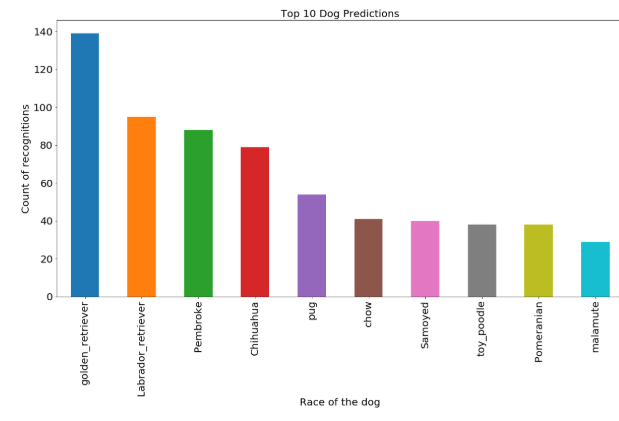 Top 10 Dog Predictions
Count of recognitions
140
120
100
80
60
40
20
0
golden_retriever
Labrador_retriever
Pembroke
Chihuahua
pug
chow
Samoyed
toy_poodle
Pomeranian
malamute
Race of the dog